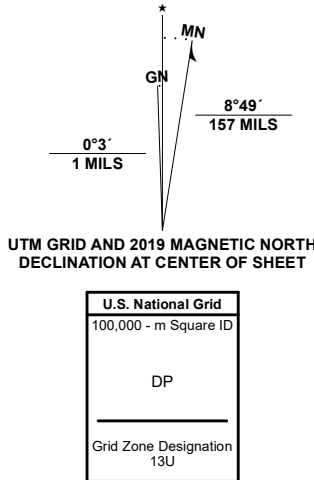 ★
MN
GN
8°49´
157 MILS
0°3´
1 MILS
UTM GRID AND 2019 MAGNETIC NORTH
DECLINATION AT CENTER OF SHEET
U.S. National Grid
100,000 - m Square ID
DP
Grid Zone Designation
13U